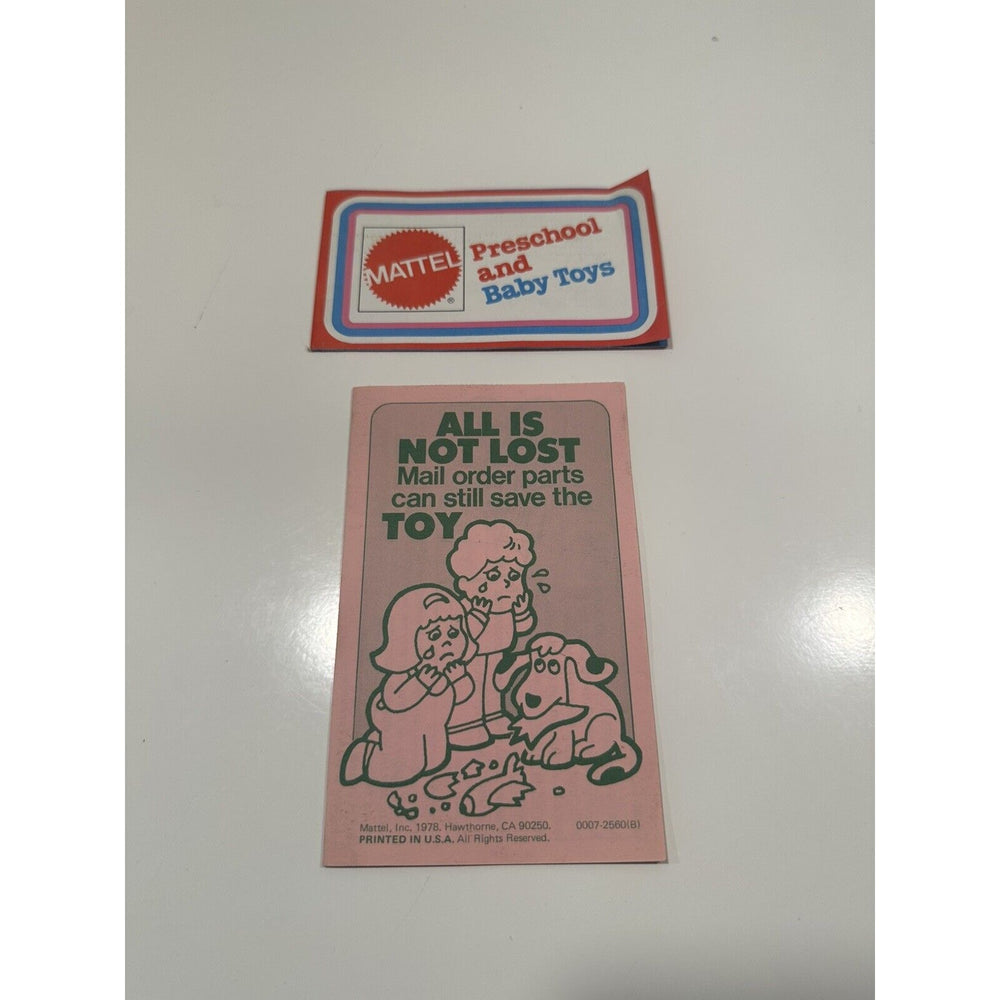 MATTEL
®
Preschool
and
Baby Toys
ALL IS
NOT LOST
Mail order parts
can still save the
TOY
Mattel, Inc. 1978. Hawthorne, CA 90250. 0007-2560(B)
PRINTED IN U.S.A. All Rights Reserved.